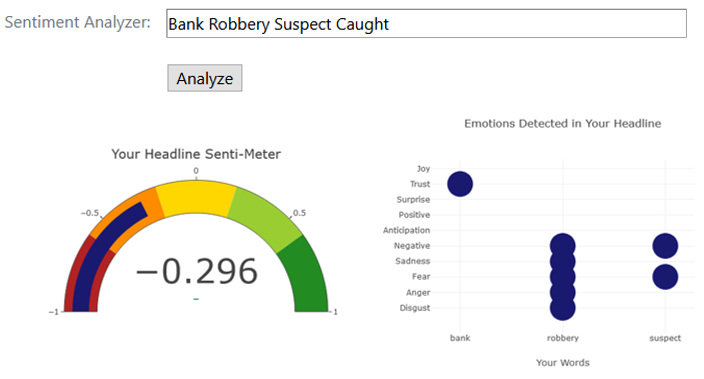 Sentiment Analyzer: Bank Robbery Suspect Caught
Analyze
Your Headline Senti-Meter
0
−0.5
0.5
−1
1
−0.296
–
Emotions Detected in Your Headline
Joy
Trust
Surprise
Positive
Anticipation
Negative
Sadness
Fear
Anger
Disgust
bank robbery suspect
Your Words